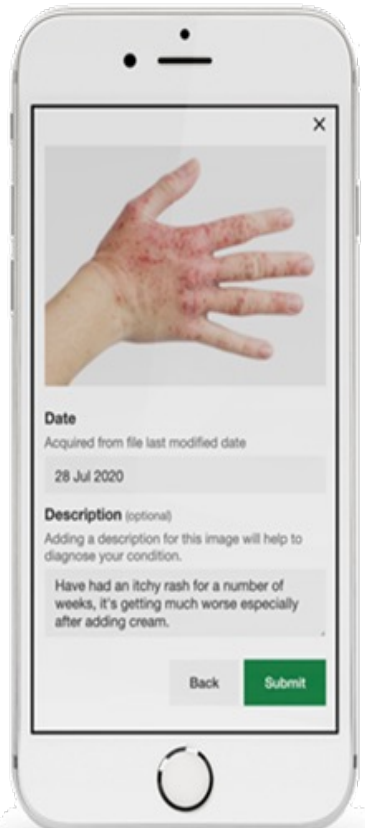 X
Date
Acquired from file last modified date
28 Jul 2020
Description (optional)
Adding a description for this image will help to
diagnose your condition.
Have had an itchy rash for a number of
weeks, it's getting much worse especially
after adding cream.
Back Submit